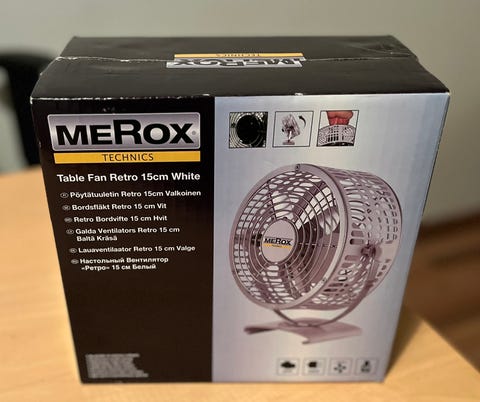 MEROX
MEROX
TECHNICS
Table Fan Retro 15cm White
Pöytätuuletin Retro 15cm Valkoinen
Bordsfläkt Retro 15 cm Vit
Retro Bordvifte 15 cm Hvit
Galda Ventilators Retro 15 cm
Baltā Krāsā
Lauaventilaator Retro 15 cm Valge
Настольный Вентилятор
«Ретро» 15 см Белый
MEROX